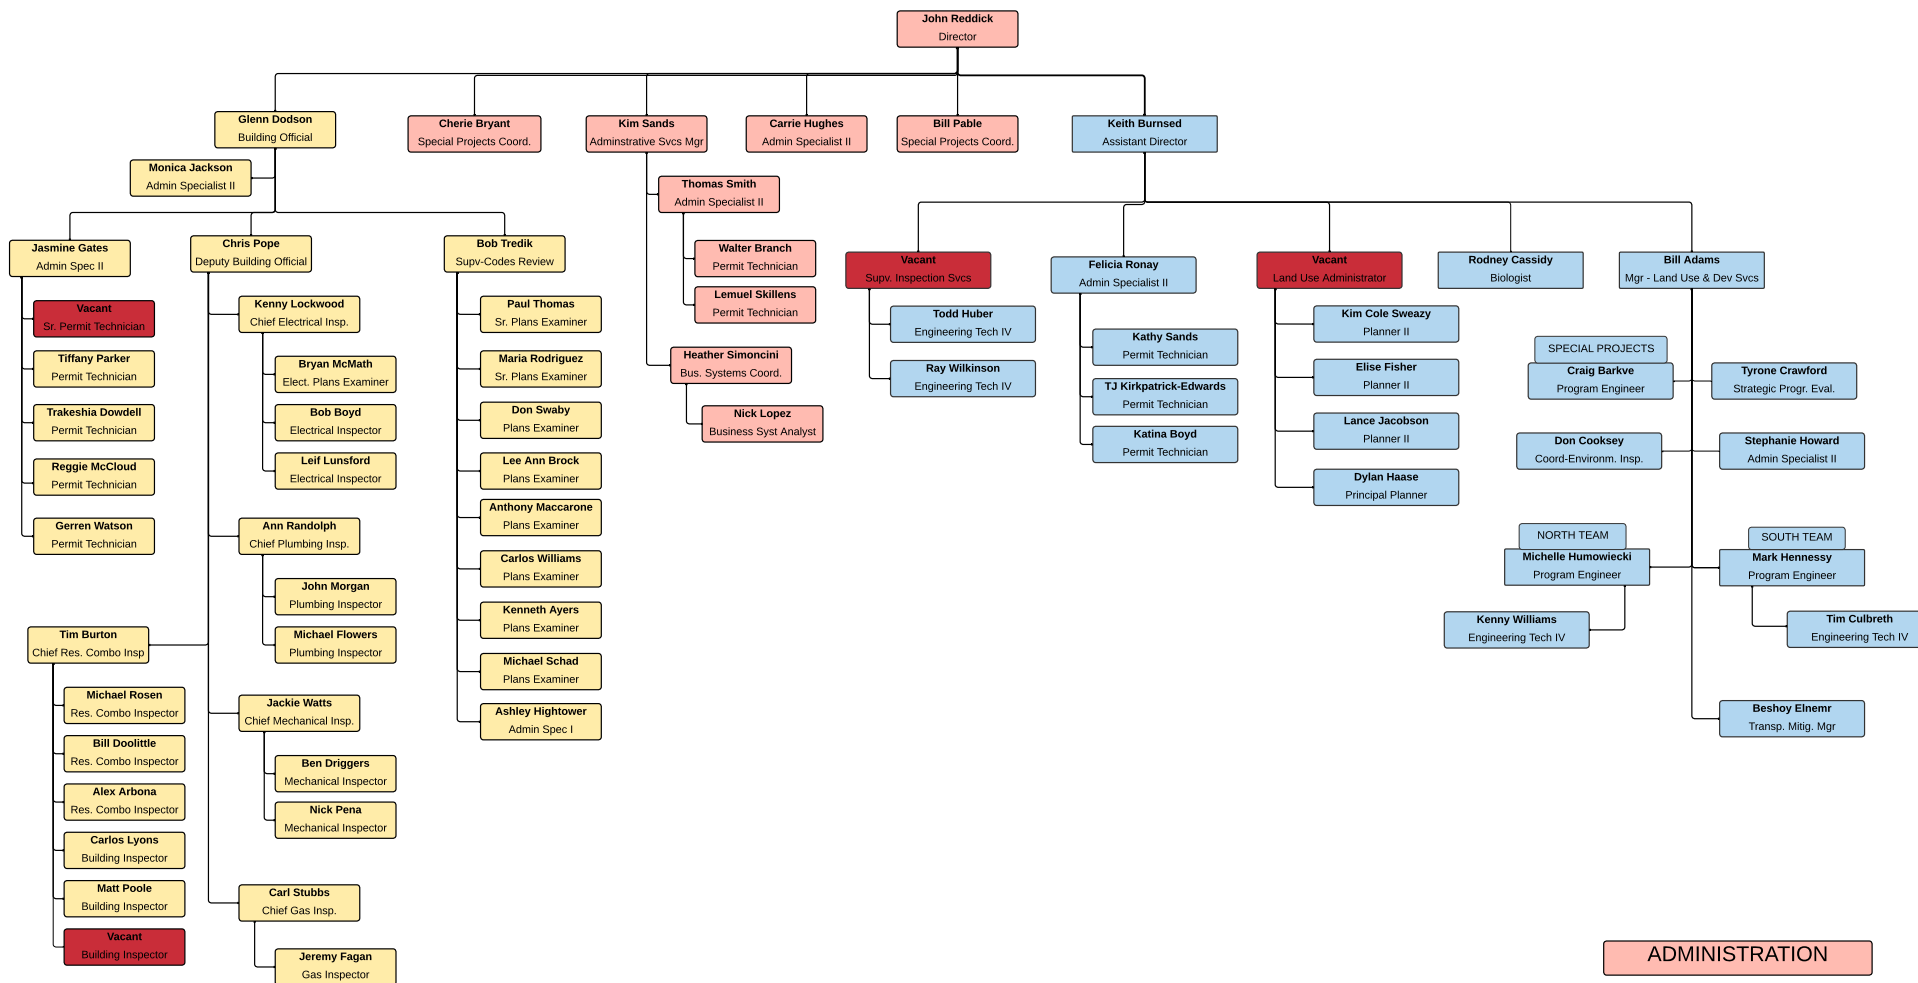 John Reddick
Director
Glenn Dodson
Building Official
Cherie Bryant
Special Projects Coord.
Kim Sands
Adminstrative Svcs Mgr
Carrie Hughes
Admin Specialist II
Bill Pable
Special Projects Coord.
Keith Burnsed
Assistant Director
Monica Jackson
Admin Specialist II
Jasmine Gates
Admin Spec II
Vacant
Sr. Permit Technician
Tiffany Parker
Permit Technician
Trakeshia Dowdell
Permit Technician
Reggie McCloud
Permit Technician
Gerren Watson
Permit Technician
Chris Pope
Deputy Building Official
Kenny Lockwood
Chief Electrical Insp.
Bryan McMath
Elect. Plans Examiner
Bob Boyd
Electrical Inspector
Leif Lunsford
Electrical Inspector
Ann Randolph
Chief Plumbing Insp.
John Morgan
Plumbing Inspector
Michael Flowers
Plumbing Inspector
Tim Burton
Chief Res. Combo Insp
Michael Rosen
Res. Combo Inspector
Bill Doolittle
Res. Combo Inspector
Alex Arbona
Res. Combo Inspector
Carlos Lyons
Building Inspector
Matt Poole
Building Inspector
Vacant
Building Inspector
Jackie Watts
Chief Mechanical Insp.
Ben Driggers
Mechanical Inspector
Nick Pena
Mechanical Inspector
Carl Stubbs
Chief Gas Insp.
Jeremy Fagan
Gas Inspector
Bob Tredik
Supv-Codes Review
Paul Thomas
Sr. Plans Examiner
Maria Rodriguez
Sr. Plans Examiner
Don Swaby
Plans Examiner
Lee Ann Brock
Plans Examiner
Anthony Maccarone
Plans Examiner
Carlos Williams
Plans Examiner
Kenneth Ayers
Plans Examiner
Michael Schad
Plans Examiner
Ashley Hightower
Admin Spec I
Thomas Smith
Admin Specialist II
Walter Branch
Permit Technician
Lemuel Skillens
Permit Technician
Heather Simoncini
Bus. Systems Coord.
Nick Lopez
Business Syst Analyst
Vacant
Supv. Inspection Svcs
Todd Huber
Engineering Tech IV
Ray Wilkinson
Engineering Tech IV
Felicia Ronay
Admin Specialist II
Kathy Sands
Permit Technician
TJ Kirkpatrick-Edwards
Permit Technician
Katina Boyd
Permit Technician
Vacant
Land Use Administrator
Kim Cole Sweazy
Planner II
Elise Fisher
Planner II
Lance Jacobson
Planner II
Dylan Haase
Principal Planner
Rodney Cassidy
Biologist
Bill Adams
Mgr - Land Use & Dev Svcs
SPECIAL PROJECTS
Craig Barkve
Program Engineer
Tyrone Crawford
Strategic Progr. Eval.
Don Cooksey
Coord-Environm. Insp.
Stephanie Howard
Admin Specialist II
NORTH TEAM
Michelle Humowiecki
Program Engineer
Kenny Williams
Engineering Tech IV
SOUTH TEAM
Mark Hennessy
Program Engineer
Tim Culbreth
Engineering Tech IV
Beshoy Elnemr
Transp. Mitig. Mgr
ADMINISTRATION